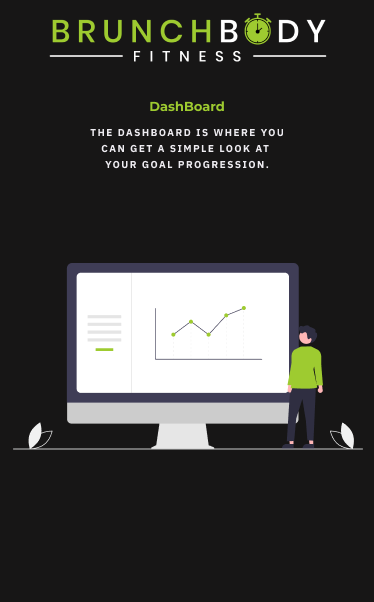 BRUNCHBODY
FITNESS
DashBoard
THE DASHBOARD IS WHERE YOU
CAN GET A SIMPLE LOOK AT
YOUR GOAL PROGRESSION.